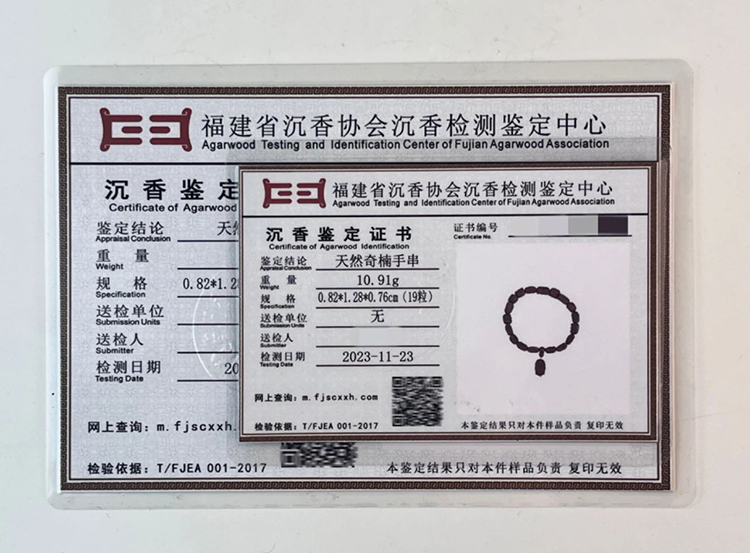 福建省沉香协会沉香检测鉴定中心
Agarwood Testing and Identification Center of Fujian Agarwood Association
沉香鉴定
Certificate of Agarwood
鉴定结论 天然
Appraisal Conclusion
重量
Weight
规格 0.82*1.28
Specification
送检单位
Submission Units
送检人
Submitter
检测日期 20
Testing Date
网上查询：m.fjscxxh.
检验依据：T/FJEA 001-2017
本鉴定结果只对本件样品负责 复印无效
福建省沉香协会沉香检测鉴定中心
Agarwood Testing and Identification Center of Fujian Agarwood Association
沉香鉴定证书
Certificate of Agarwood Identification
证书编号
Certificate No.
鉴定结论 天然奇楠手串
Appraisal Conclusion
重量 10.91g
Weight
规格 0.82*1.28*0.76cm(19粒)
Specification
送检单位 无
Submission Units
送检人
Submitter
检测日期 2023-11-23
Testing Date
网上查询：m.fjscxxh.com
检验依据：T/FJEA 001-2017
本鉴定结果只对本件样品负责 复印无效